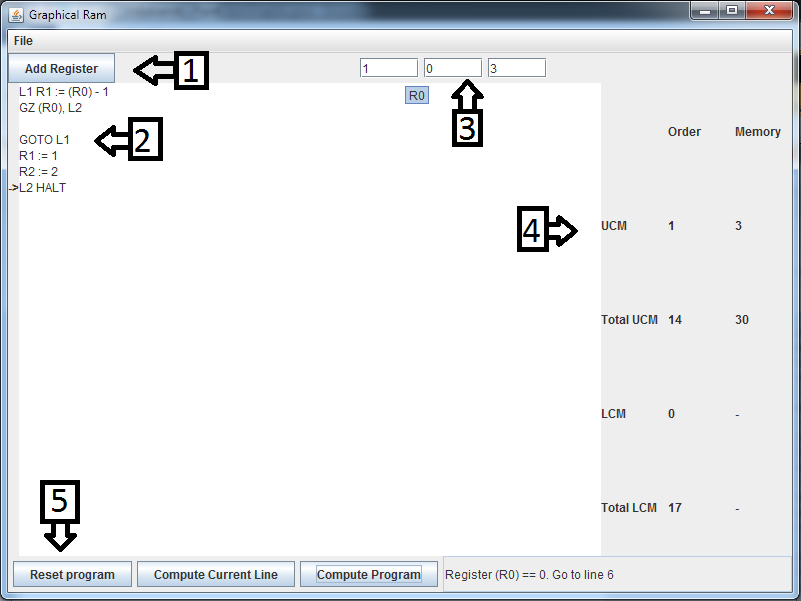 Graphical Ram
File
Add Register
1
1 0 3
L1 R1 := (R0) - 1
R0
GZ (R0), L2
3
Order Memory
GOTO L1
2
R1 := 1
R2 := 2
->L2 HALT
4
UCM 1 3
Total UCM 14 30
LCM 0 -
5
Total LCM 17 -
Reset program Compute Current Line Compute Program Register (R0) == 0. Go to line 6